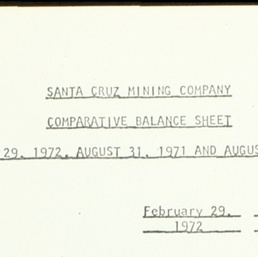 SANTA CRUZ MINING COMPANY
COMPARATIVE BALANCE SHEET
29, 1972, AUGUST 31, 1971 AND AUGUS
February 29,
1972